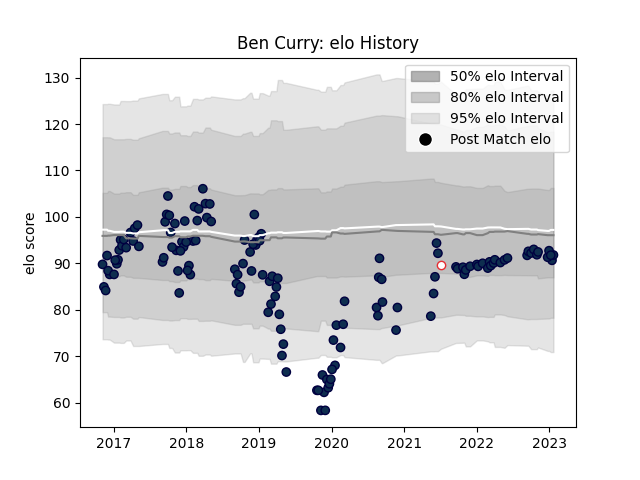 Ben Curry: elo History
50% elo Interval
80% elo Interval
95% elo Interval
Post Match elo
elo score
130
120
110
100
90
80
70
60
2017 2018 2019 2020 2021 2022 2023